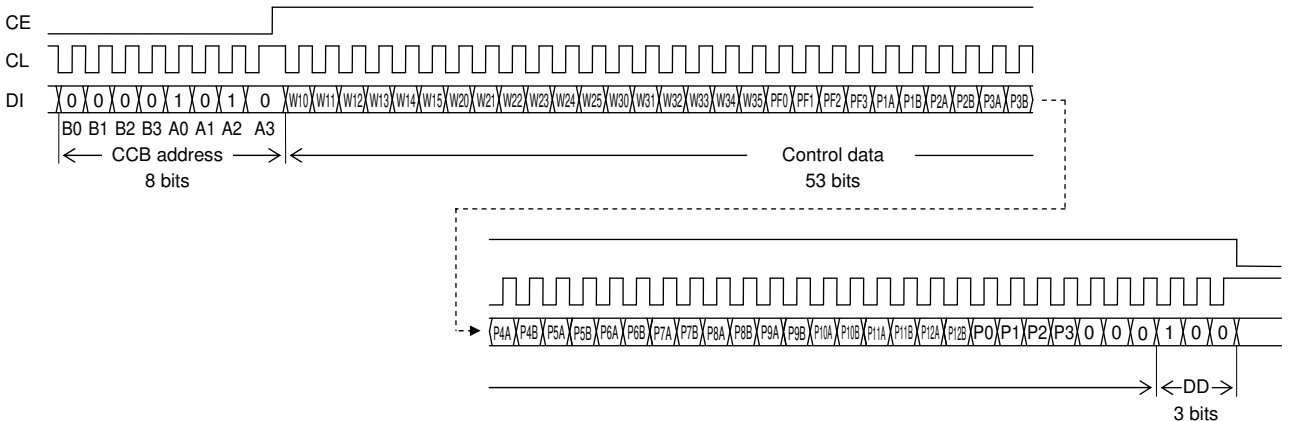 CE
CL
DI 0 0 0 0 1 0 1 0 W10 W11 W12 W13 W14 W15 W20 W21 W22 W23 W24 W25 W30 W31 W32 W33 W34 W35 PF0 PF1 PF2 PF3 P1A P1B P2A P2B P3A P3B
B0 B1 B2 B3 A0 A1 A2 A3
CCB address Control data
8 bits 53 bits
P4A P4B P5A P5B P6A P6B P7A P7B P8A P8B P9A P9B P10A P10B P11A P11B P12A P12B P0 P1 P2 P3 0 0 0 1 0 0
DD
3 bits